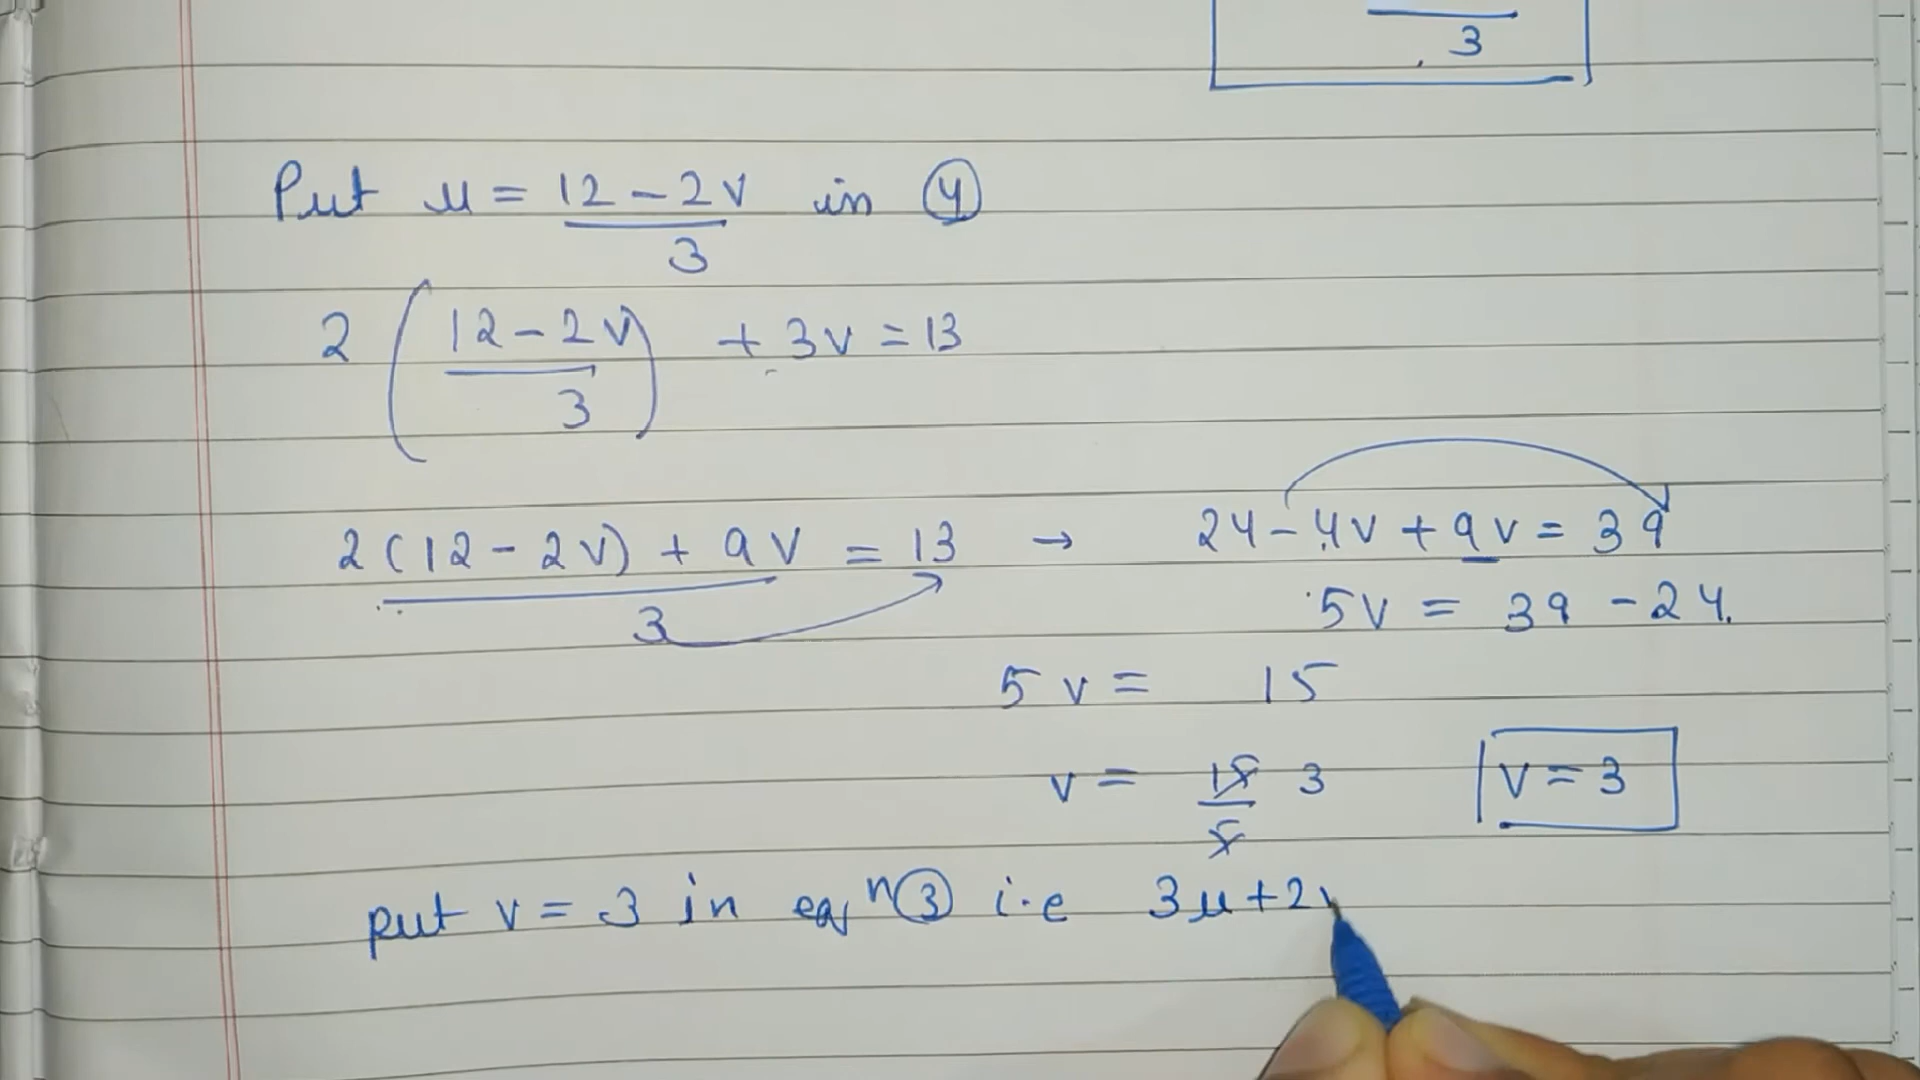 3
Put u = 12 - 2v / 3 in ④
2 ( 12 - 2v / 3 ) + 3v = 13
2 ( 12 - 2v ) + 9v / 3 = 13 → 24 - 4v + 9v = 39
5v = 39 - 24
5v = 15
v = 15/5 3 v = 3
put v = 3 in eqⁿ ③ i.e 3u + 2v